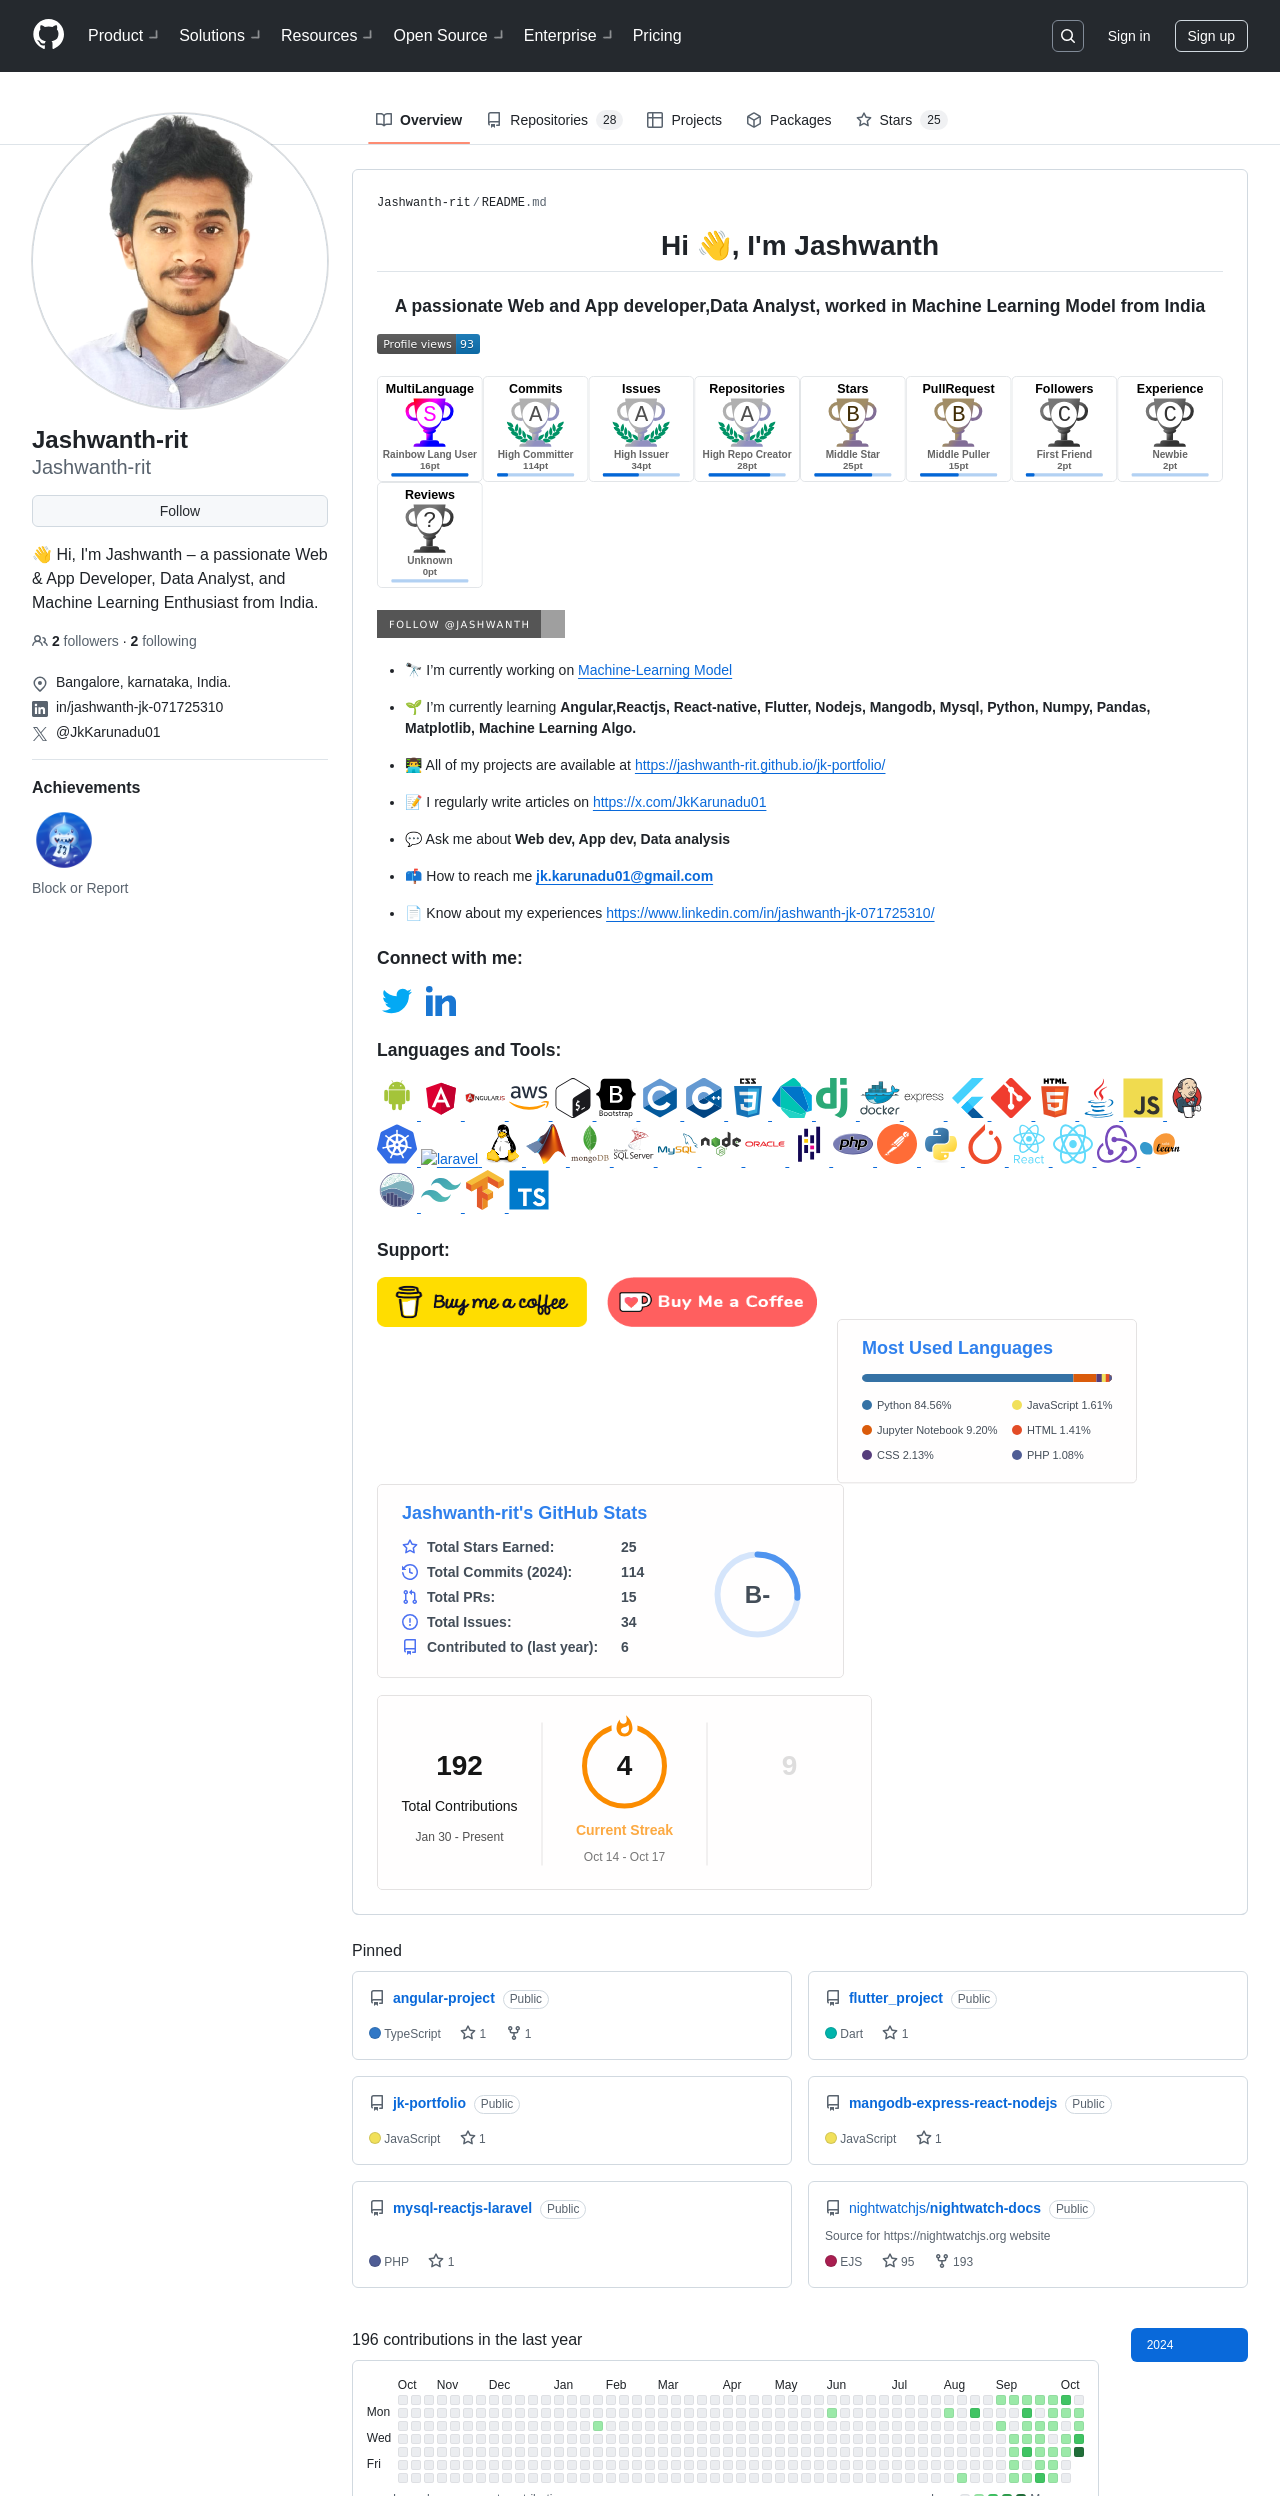 Product Solutions Resources Open Source Enterprise Pricing Sign in Sign up
Overview Repositories 28 Projects Packages Stars 25
Jashwanth-rit
Jashwanth-rit
Follow
👋 Hi, I'm Jashwanth – a passionate Web
& App Developer, Data Analyst, and
Machine Learning Enthusiast from India.
2 followers · 2 following
Bangalore, karnataka, India.
in/jashwanth-jk-071725310
@JkKarunadu01
Achievements
Block or Report
Jashwanth-rit/README.md
Hi 👋, I'm Jashwanth
A passionate Web and App developer,Data Analyst, worked in Machine Learning Model from India
Profile views 93
MultiLanguage Commits Issues Repositories Stars PullRequest Followers Experience
S A A A B B C C
Rainbow Lang User High Committer High Issuer High Repo Creator Middle Star Middle Puller First Friend Newbie
16pt 114pt 34pt 28pt 25pt 15pt 2pt 2pt
Reviews
?
Unknown
0pt
FOLLOW @JASHWANTH
• 🔭 I’m currently working on Machine-Learning Model
• 🌱 I’m currently learning Angular,Reactjs, React-native, Flutter, Nodejs, Mangodb, Mysql, Python, Numpy, Pandas,
Matplotlib, Machine Learning Algo.
• 👨‍💻 All of my projects are available at https://jashwanth-rit.github.io/jk-portfolio/
• 📝 I regularly write articles on https://x.com/JkKarunadu01
• 💬 Ask me about Web dev, App dev, Data analysis
• 📫 How to reach me jk.karunadu01@gmail.com
• 📄 Know about my experiences https://www.linkedin.com/in/jashwanth-jk-071725310/
Connect with me:
in
Languages and Tools:
ANGULARJS aws Bootstrap C C++ CSS dj docker express HTML JS
laravel mongoDB SQL Server MySQL node ORACLE php React learn
TS
Support:
Buy me a coffee Buy Me a Coffee
Most Used Languages
Python 84.56% JavaScript 1.61%
Jupyter Notebook 9.20% HTML 1.41%
CSS 2.13% PHP 1.08%
Jashwanth-rit's GitHub Stats
Total Stars Earned: 25
Total Commits (2024): 114
Total PRs: 15
Total Issues: 34
Contributed to (last year): 6
B-
192 4 9
Total Contributions
Jan 30 - Present
Current Streak
Oct 14 - Oct 17
Pinned
angular-project Public
TypeScript 1 1
flutter_project Public
Dart 1
jk-portfolio Public
JavaScript 1
mangodb-express-react-nodejs Public
JavaScript 1
mysql-reactjs-laravel Public
PHP 1
nightwatchjs/nightwatch-docs Public
Source for https://nightwatchjs.org website
EJS 95 193
196 contributions in the last year
2024
Oct Nov Dec Jan Feb Mar Apr May Jun Jul Aug Sep Oct
Mon
Wed
Fri